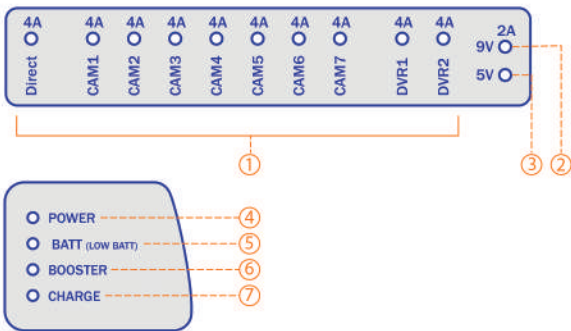 4A 4A 4A 4A 4A 4A 4A 4A 4A 4A 2A
9V
5V
Direct CAM1 CAM2 CAM3 CAM4 CAM5 CAM6 CAM7 DVR1 DVR2
① ③ ②
POWER ④
BATT (LOW BATT) ⑤
BOOSTER ⑥
CHARGE ⑦